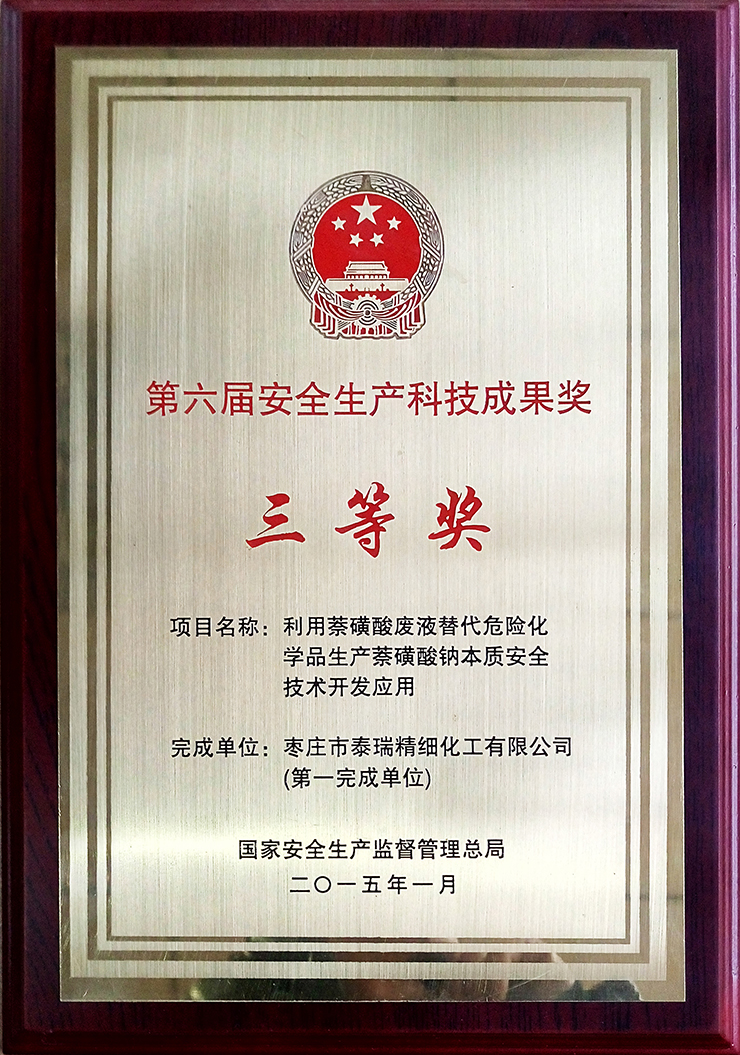 第六届安全生产科技成果奖
三等奖
项目名称：利用萘磺酸废液替代危险化
学品生产萘磺酸钠本质安全
技术开发应用
完成单位：枣庄市泰瑞精细化工有限公司
(第一完成单位)
国家安全生产监督管理总局
二〇一五年一月